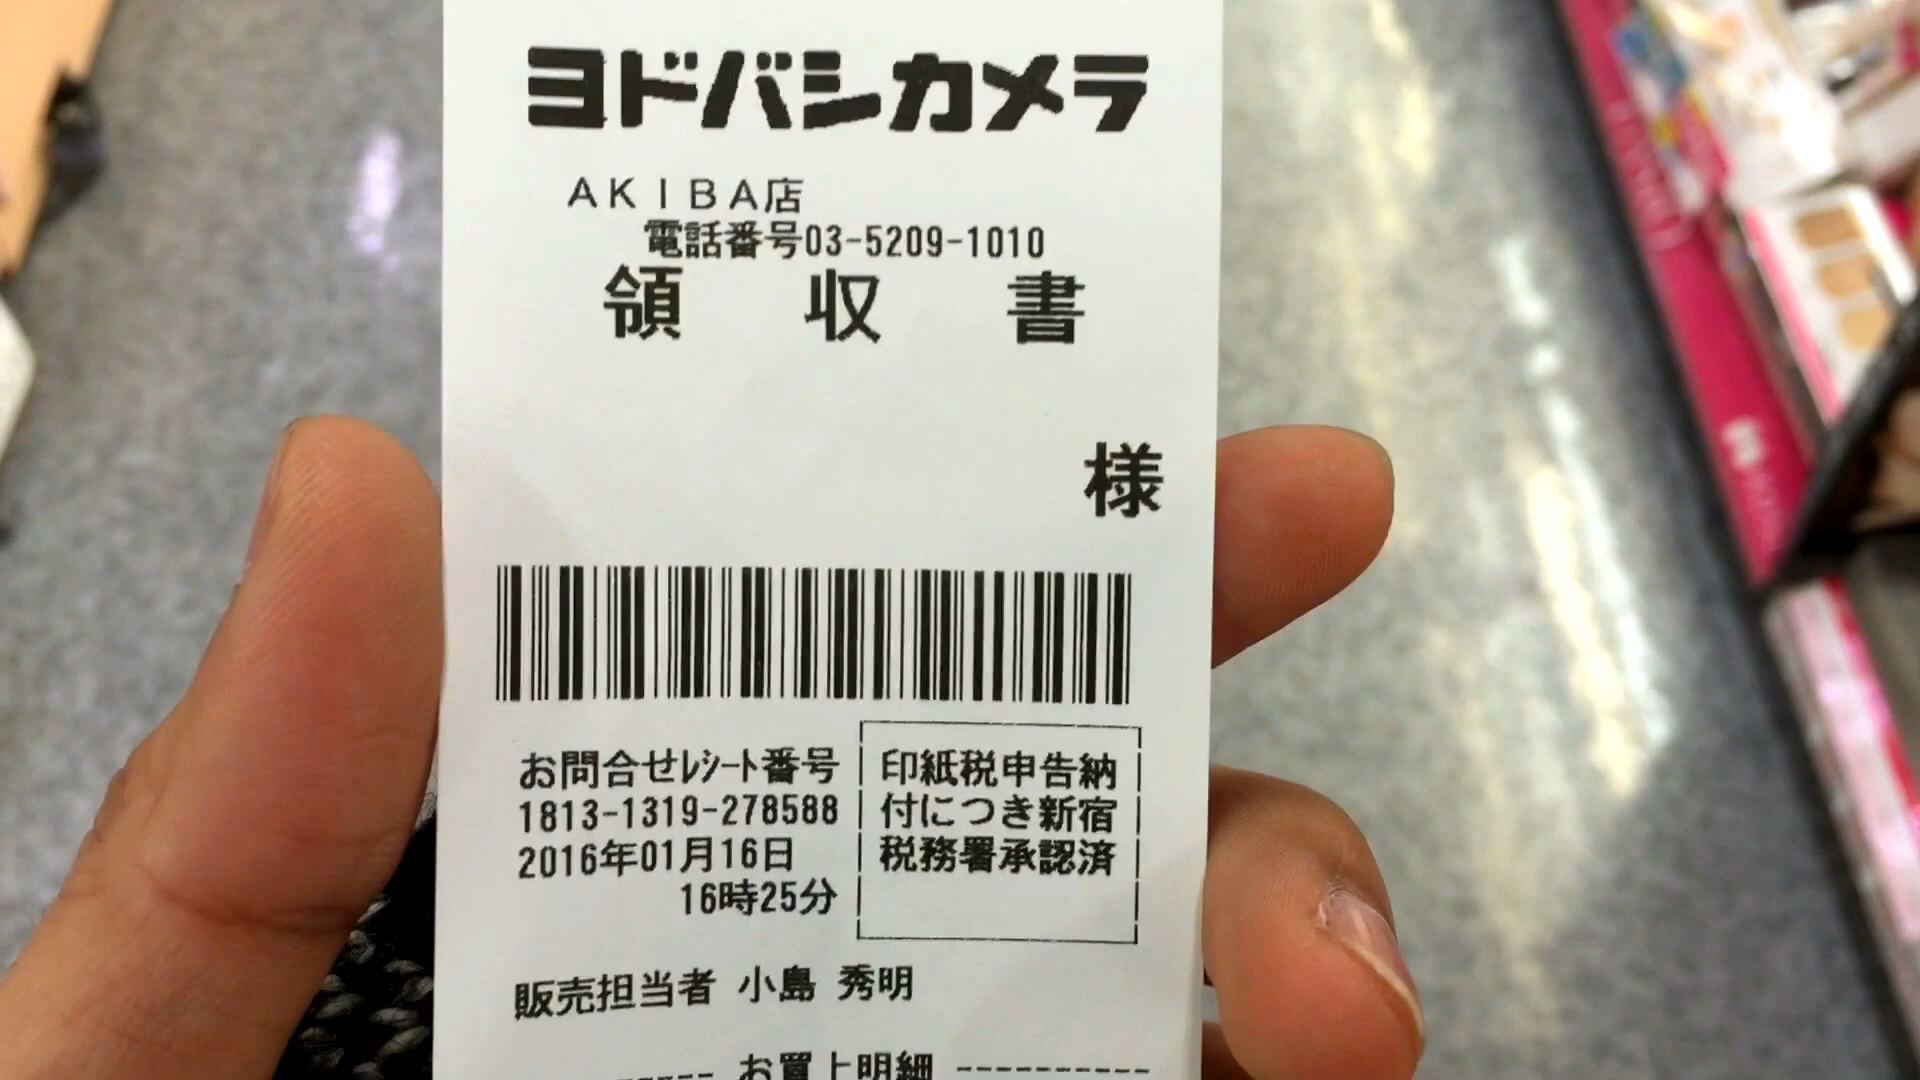 ヨドバシカメラ
AKIBA店
電話番号03-5209-1010
領収書
様
お問合せﾚｼｰﾄ番号
1813-1319-278588
2016年01月16日
16時25分
印紙税申告納
付につき新宿
税務署承認済
販売担当者 小島 秀明
お買上明細